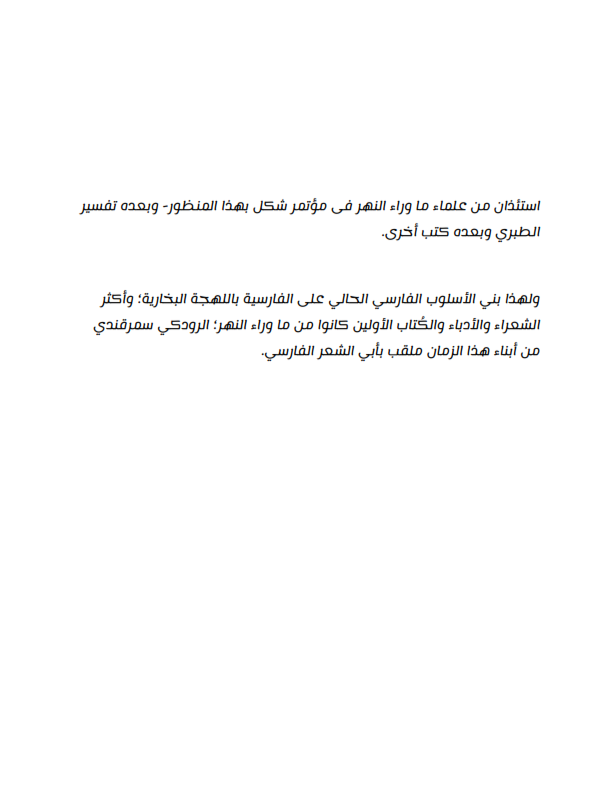 استئذان من علماء ما وراء النهر فى مؤتمر شكل بهذا المنظور- وبعده تفسير
الطبري وبعده كتب أخرى.
ولهذا بني الأسلوب الفارسي الحالي على الفارسية باللهجة البخارية؛ وأكثر
الشعراء والأدباء والكُتاب الأولين كانوا من ما وراء النهر؛ الرودكي سمرقندي
من أبناء هذا الزمان ملقب بأبي الشعر الفارسي.